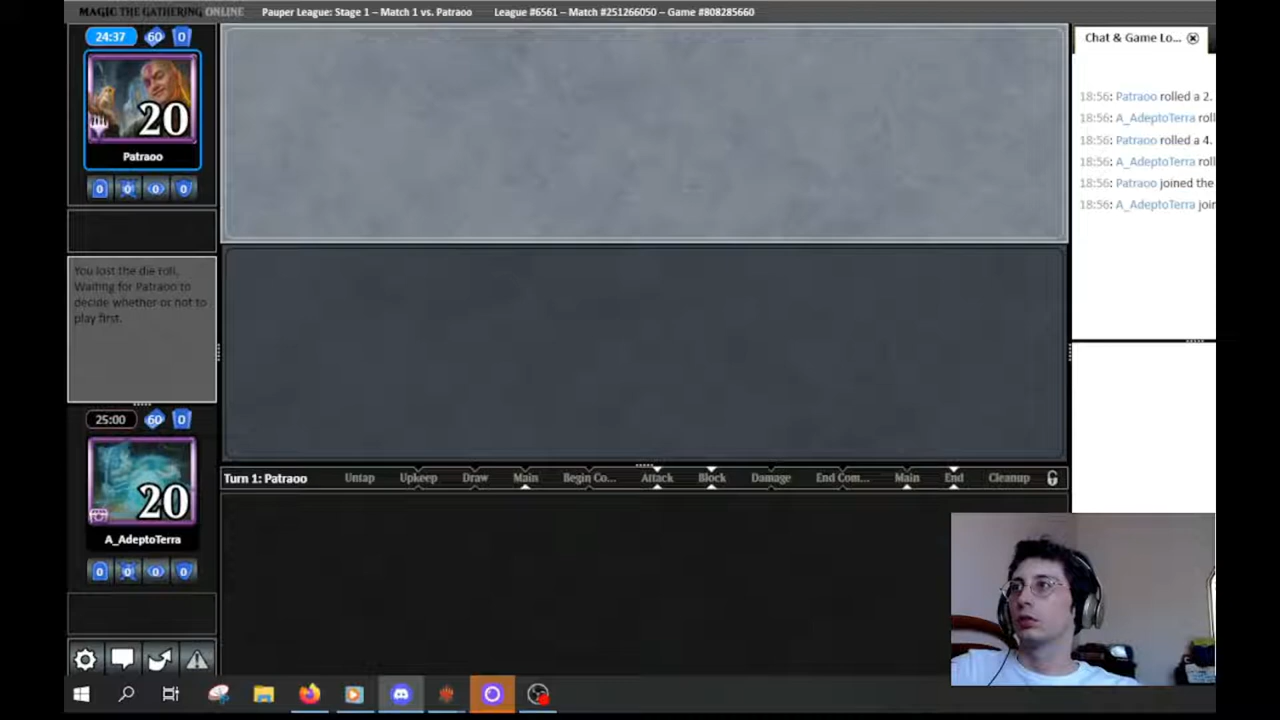 MAGIC THE GATHERING ONLINE Pauper League: Stage 1 – Match 1 vs. Patraoo League #6561 – Match #251266050 – Game #808285660
24:37 60 0
20
Patraoo
0 0 0 0
You lost the die roll.
Waiting for Patraoo to
decide whether or not to
play first.
25:00 60 0
20
A_AdeptoTerra
0 0 0 0
Turn 1: Patraoo Untap Upkeep Draw Main Begin Co... Attack Block Damage End Com... Main End Cleanup
Chat & Game Lo...
18:56: Patraoo rolled a 2.
18:56: A_AdeptoTerra roll
18:56: Patraoo rolled a 4.
18:56: A_AdeptoTerra roll
18:56: Patraoo joined the
18:56: A_AdeptoTerra join